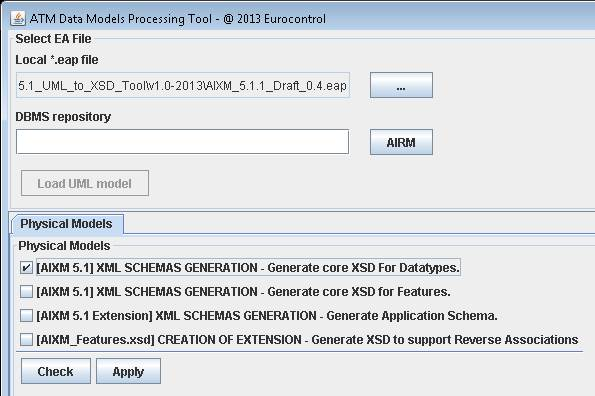 ATM Data Models Processing Tool - @ 2013 Eurocontrol
Select EA File
Local *.eap file
5.1_UML_to_XSD_Tool\v1.0-2013\AIXM_5.1.1_Draft_0.4.eap
...
DBMS repository
AIRM
Load UML model
Physical Models
Physical Models
[AIXM 5.1] XML SCHEMAS GENERATION - Generate core XSD For Datatypes.
[AIXM 5.1] XML SCHEMAS GENERATION - Generate core XSD for Features.
[AIXM 5.1 Extension] XML SCHEMAS GENERATION - Generate Application Schema.
[AIXM_Features.xsd] CREATION OF EXTENSION - Generate XSD to support Reverse Associations
Check Apply